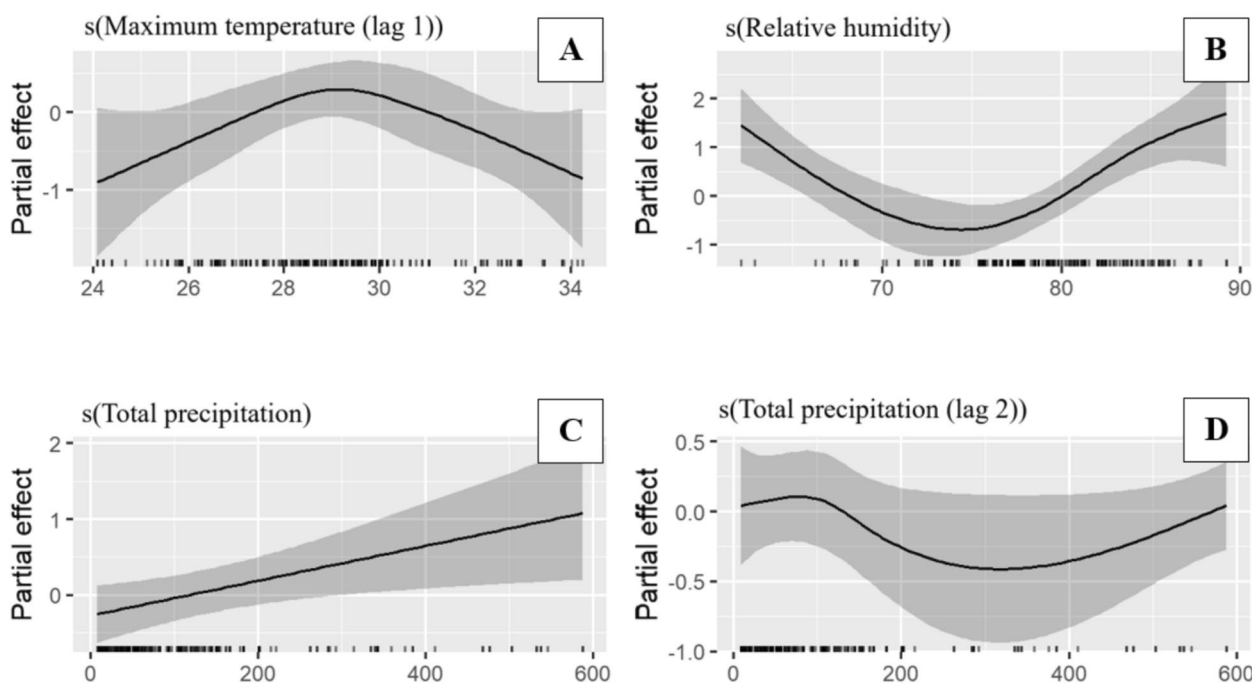 s(Maximum temperature (lag 1))
A
Partial effect
0
-1
24
26
28
30
32
34
s(Relative humidity)
B
Partial effect
2
1
0
-1
70
80
90
s(Total precipitation)
C
Partial effect
2
1
0
0
200
400
600
s(Total precipitation (lag 2))
D
Partial effect
0.5
0.0
-0.5
-1.0
0
200
400
600